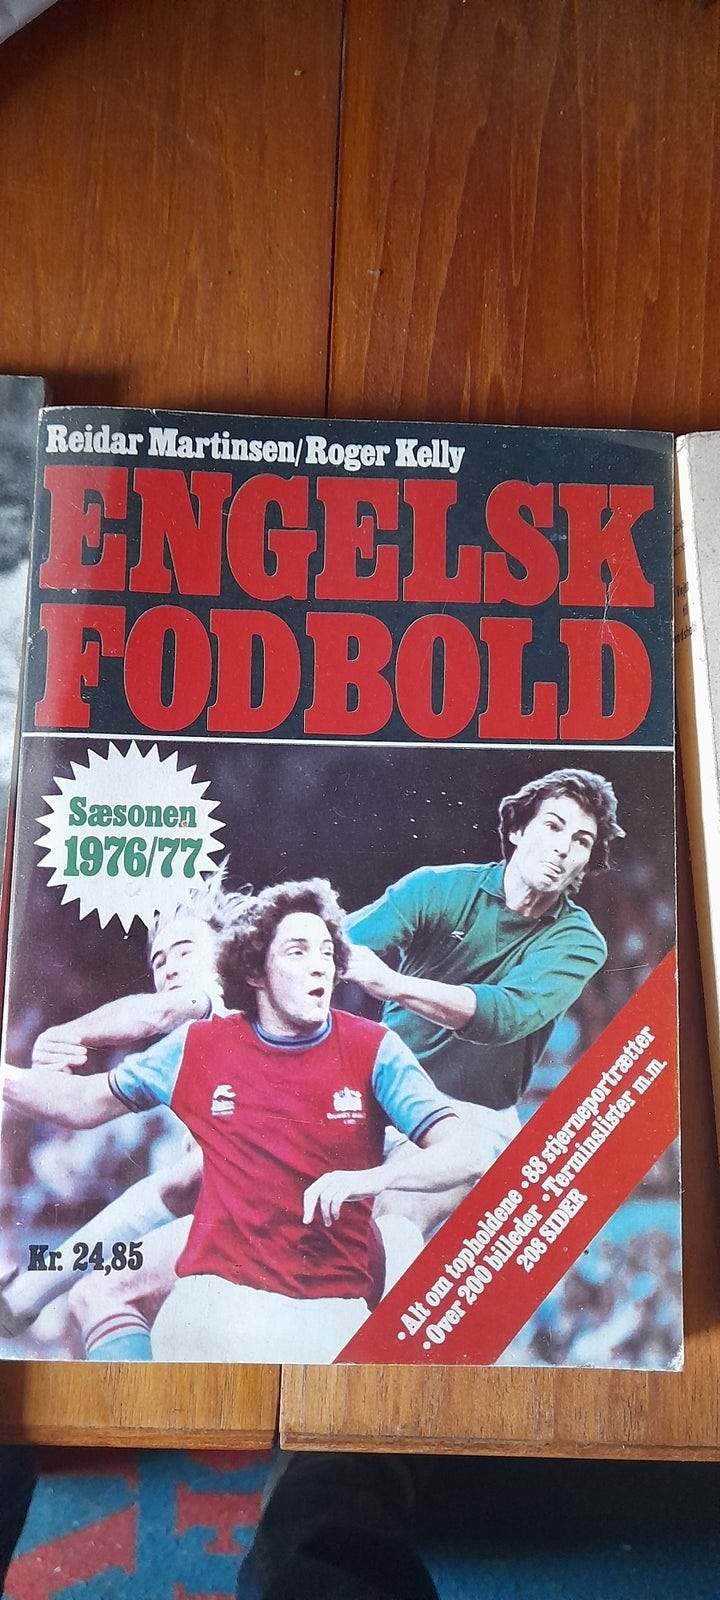 Reidar Martinsen/Roger Kelly
ENGELSK
FODBOLD
Sæsonen
1976/77
• Alt om topholdene • 88 stjerneportrætter
• Over 200 billeder • Terminslister m.m.
208 SIDER
Kr. 24,85